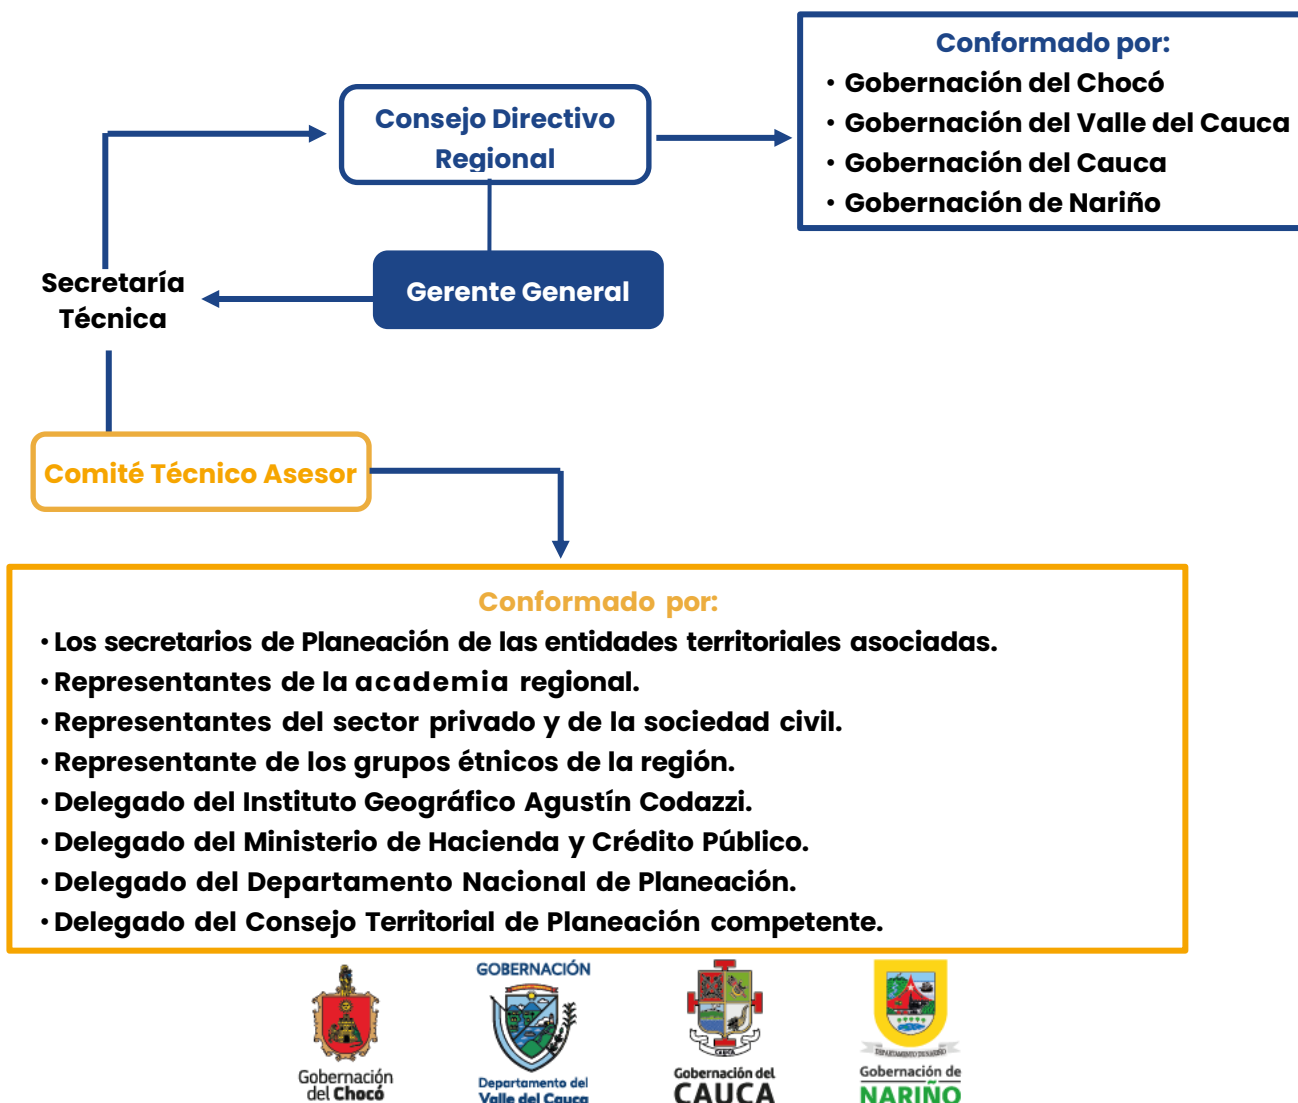 Conformado por:
• Gobernación del Chocó
• Gobernación del Valle del Cauca
• Gobernación del Cauca
• Gobernación de Nariño
Consejo Directivo
Regional
Gerente General
Secretaría
Técnica
Comité Técnico Asesor
Conformado por:
• Los secretarios de Planeación de las entidades territoriales asociadas.
• Representantes de la academia regional.
• Representantes del sector privado y de la sociedad civil.
• Representante de los grupos étnicos de la región.
• Delegado del Instituto Geográfico Agustín Codazzi.
• Delegado del Ministerio de Hacienda y Crédito Público.
• Delegado del Departamento Nacional de Planeación.
• Delegado del Consejo Territorial de Planeación competente.
Gobernación
del Chocó
GOBERNACIÓN
Departamento del
Valle del Cauca
CAUCA
Gobernación del
CAUCA
DEPARTAMENTO DE NARIÑO
Gobernación de
NARIÑO